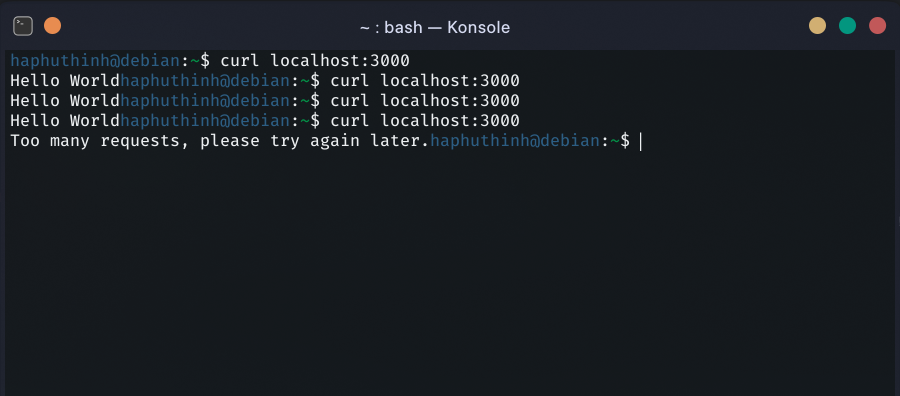 ~ : bash — Konsole
haphuthinh@debian:~$ curl localhost:3000
Hello Worldhaphuthinh@debian:~$ curl localhost:3000
Hello Worldhaphuthinh@debian:~$ curl localhost:3000
Hello Worldhaphuthinh@debian:~$ curl localhost:3000
Too many requests, please try again later.haphuthinh@debian:~$